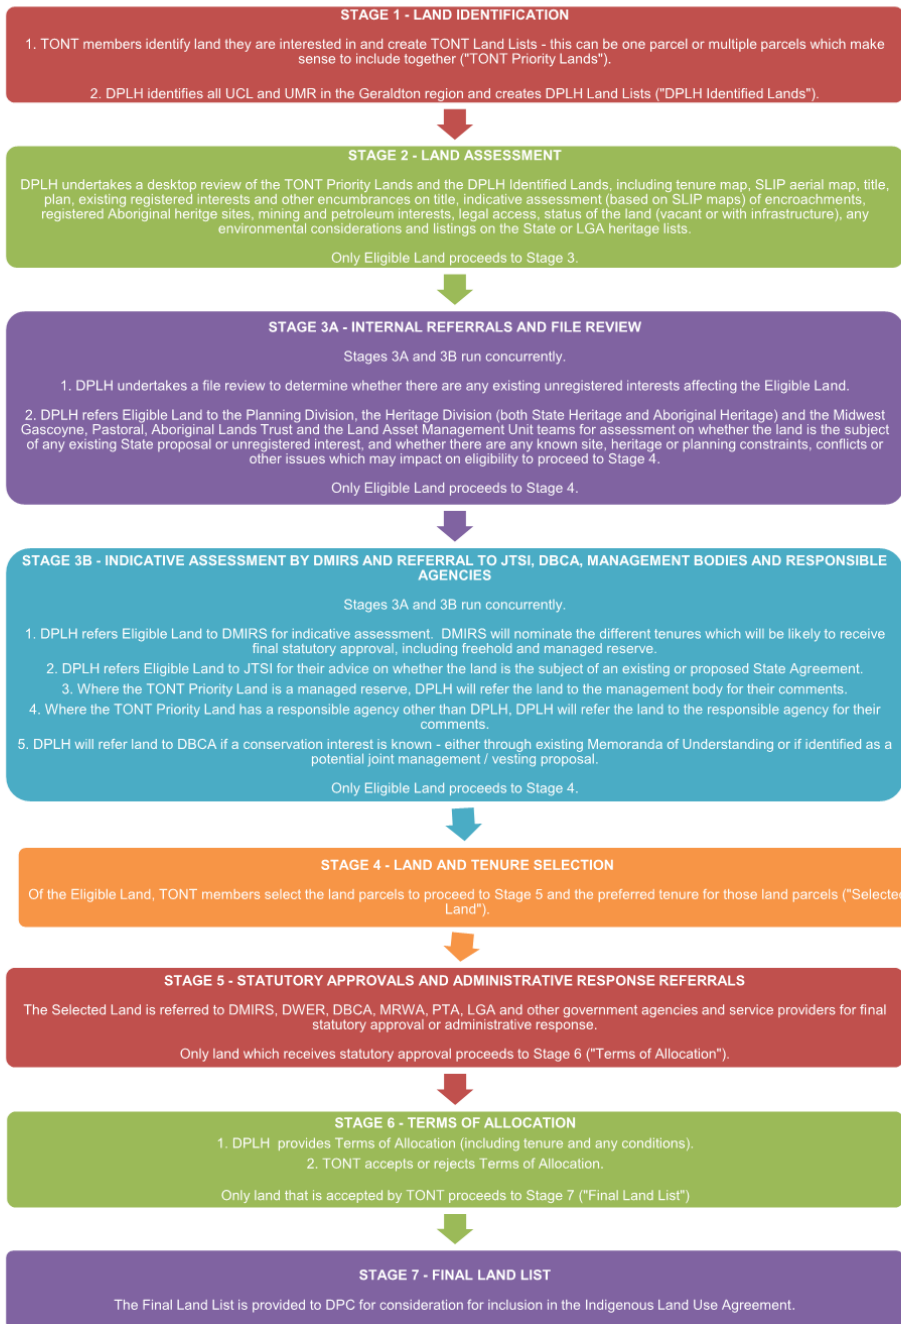 STAGE 1 - LAND IDENTIFICATION
1. TONT members identify land they are interested in and create TONT Land Lists - this can be one parcel or multiple parcels which make
sense to include together ("TONT Priority Lands").
2. DPLH identifies all UCL and UMR in the Geraldton region and creates DPLH Land Lists ("DPLH Identified Lands").
STAGE 2 - LAND ASSESSMENT
DPLH undertakes a desktop review of the TONT Priority Lands and the DPLH Identified Lands, including tenure map, SLIP aerial map, title,
plan, existing registered interests and other encumbrances on title, indicative assessment (based on SLIP maps) of encroachments,
registered Aboriginal heritge sites, mining and petroleum interests, legal access, status of the land (vacant or with infrastructure), any
environmental considerations and listings on the State or LGA heritage lists.
Only Eligible Land proceeds to Stage 3.
STAGE 3A - INTERNAL REFERRALS AND FILE REVIEW
Stages 3A and 3B run concurrently.
1. DPLH undertakes a file review to determine whether there are any existing unregistered interests affecting the Eligible Land.
2. DPLH refers Eligible Land to the Planning Division, the Heritage Division (both State Heritage and Aboriginal Heritage) and the Midwest
Gascoyne, Pastoral, Aboriginal Lands Trust and the Land Asset Management Unit teams for assessment on whether the land is the subject
of any existing State proposal or unregistered interest, and whether there are any known site, heritage or planning constraints, conflicts or
other issues which may impact on eligibility to proceed to Stage 4.
Only Eligible Land proceeds to Stage 4.
STAGE 3B - INDICATIVE ASSESSMENT BY DMIRS AND REFERRAL TO JTSI, DBCA, MANAGEMENT BODIES AND RESPONSIBLE
AGENCIES
Stages 3A and 3B run concurrently.
1. DPLH refers Eligible Land to DMIRS for indicative assessment. DMIRS will nominate the different tenures which will be likely to receive
final statutory approval, including freehold and managed reserve.
2. DPLH refers Eligible Land to JTSI for their advice on whether the land is the subject of an existing or proposed State Agreement.
3. Where the TONT Priority Land is a managed reserve, DPLH will refer the land to the management body for their comments.
4. Where the TONT Priority Land has a responsible agency other than DPLH, DPLH will refer the land to the responsible agency for their
comments.
5. DPLH will refer land to DBCA if a conservation interest is known - either through existing Memoranda of Understanding or if identified as a
potential joint management / vesting proposal.
Only Eligible Land proceeds to Stage 4.
STAGE 4 - LAND AND TENURE SELECTION
Of the Eligible Land, TONT members select the land parcels to proceed to Stage 5 and the preferred tenure for those land parcels ("Selected
Land").
STAGE 5 - STATUTORY APPROVALS AND ADMINISTRATIVE RESPONSE REFERRALS
The Selected Land is referred to DMIRS, DWER, DBCA, MRWA, PTA, LGA and other government agencies and service providers for final
statutory approval or administrative response.
Only land which receives statutory approval proceeds to Stage 6 ("Terms of Allocation").
STAGE 6 - TERMS OF ALLOCATION
1. DPLH provides Terms of Allocation (including tenure and any conditions).
2. TONT accepts or rejects Terms of Allocation.
Only land that is accepted by TONT proceeds to Stage 7 ("Final Land List")
STAGE 7 - FINAL LAND LIST
The Final Land List is provided to DPC for consideration for inclusion in the Indigenous Land Use Agreement.